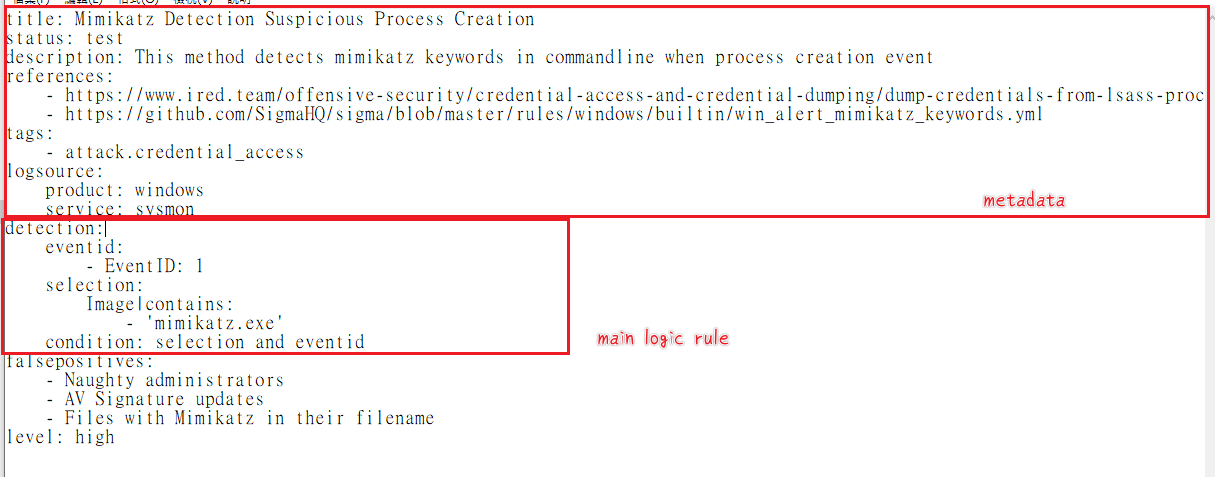 title: Mimikatz Detection Suspicious Process Creation
status: test
description: This method detects mimikatz keywords in commandline when process creation event
references:
    - https://www.ired.team/offensive-security/credential-access-and-credential-dumping/dump-credentials-from-lsass-proc
    - https://github.com/SigmaHQ/sigma/blob/master/rules/windows/builtin/win_alert_mimikatz_keywords.yml
tags:
    - attack.credential_access
logsource:
    product: windows
    service: sysmon
metadata
detection:
    eventid:
        - EventID: 1
    selection:
        Image|contains:
            - 'mimikatz.exe'
    condition: selection and eventid
main logic rule
falsepositives:
    - Naughty administrators
    - AV Signature updates
    - Files with Mimikatz in their filename
level: high